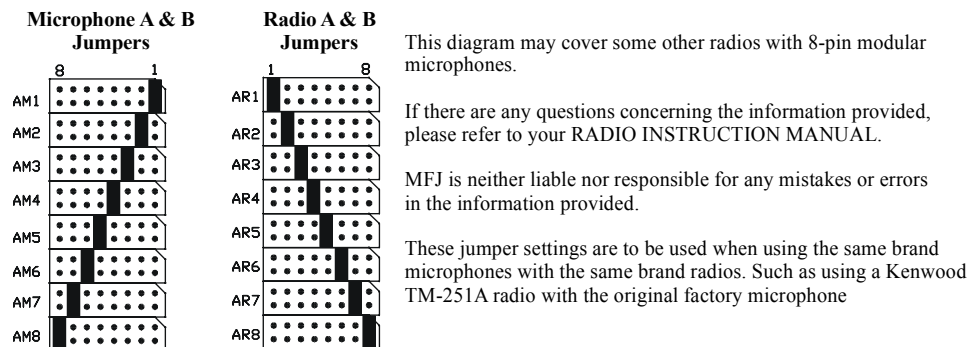 Microphone A & B
Jumpers
8 1
AM1
AM2
AM3
AM4
AM5
AM6
AM7
AM8
Radio A & B
Jumpers
1 8
AR1
AR2
AR3
AR4
AR5
AR6
AR7
AR8
This diagram may cover some other radios with 8-pin modular
microphones.
If there are any questions concerning the information provided,
please refer to your RADIO INSTRUCTION MANUAL.
MFJ is neither liable nor responsible for any mistakes or errors
in the information provided.
These jumper settings are to be used when using the same brand
microphones with the same brand radios. Such as using a Kenwood
TM-251A radio with the original factory microphone